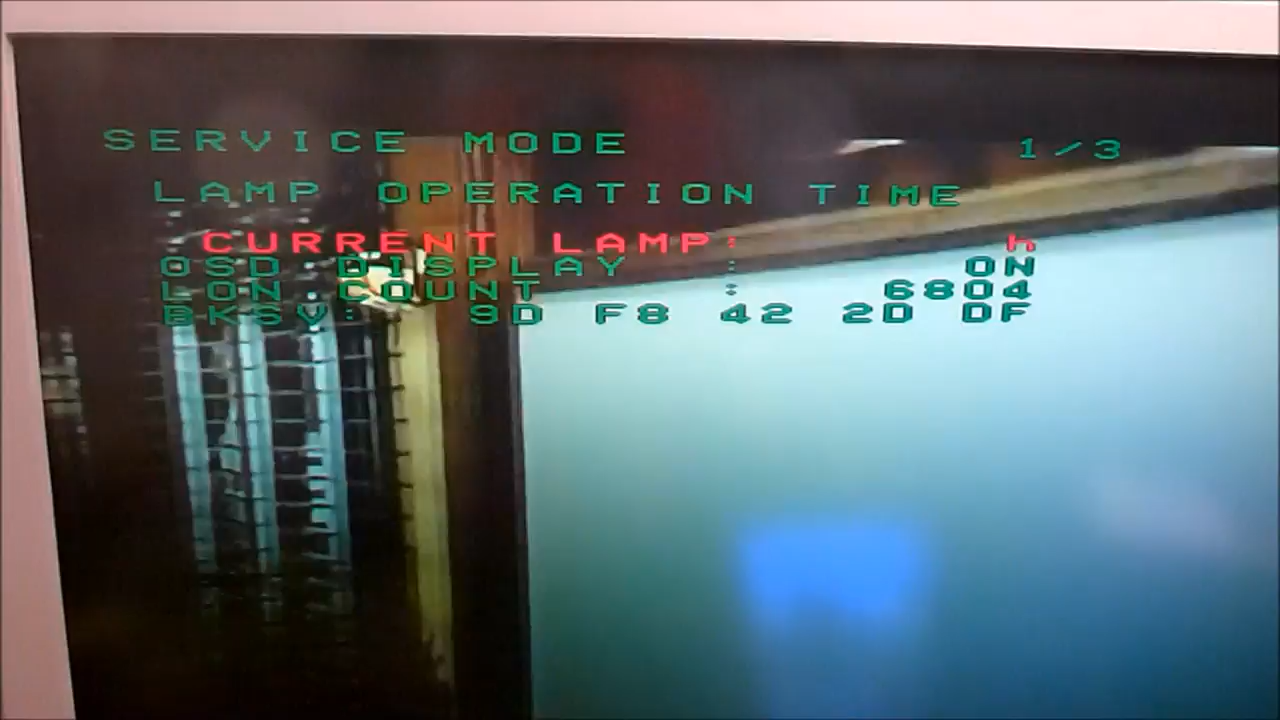 SERVICE MODE 1/3
LAMP OPERATION TIME
CURRENT LAMP: h
OSD DISPLAY : ON
LON COUNT : 6804
BKSV: 9D F8 42 2D DF